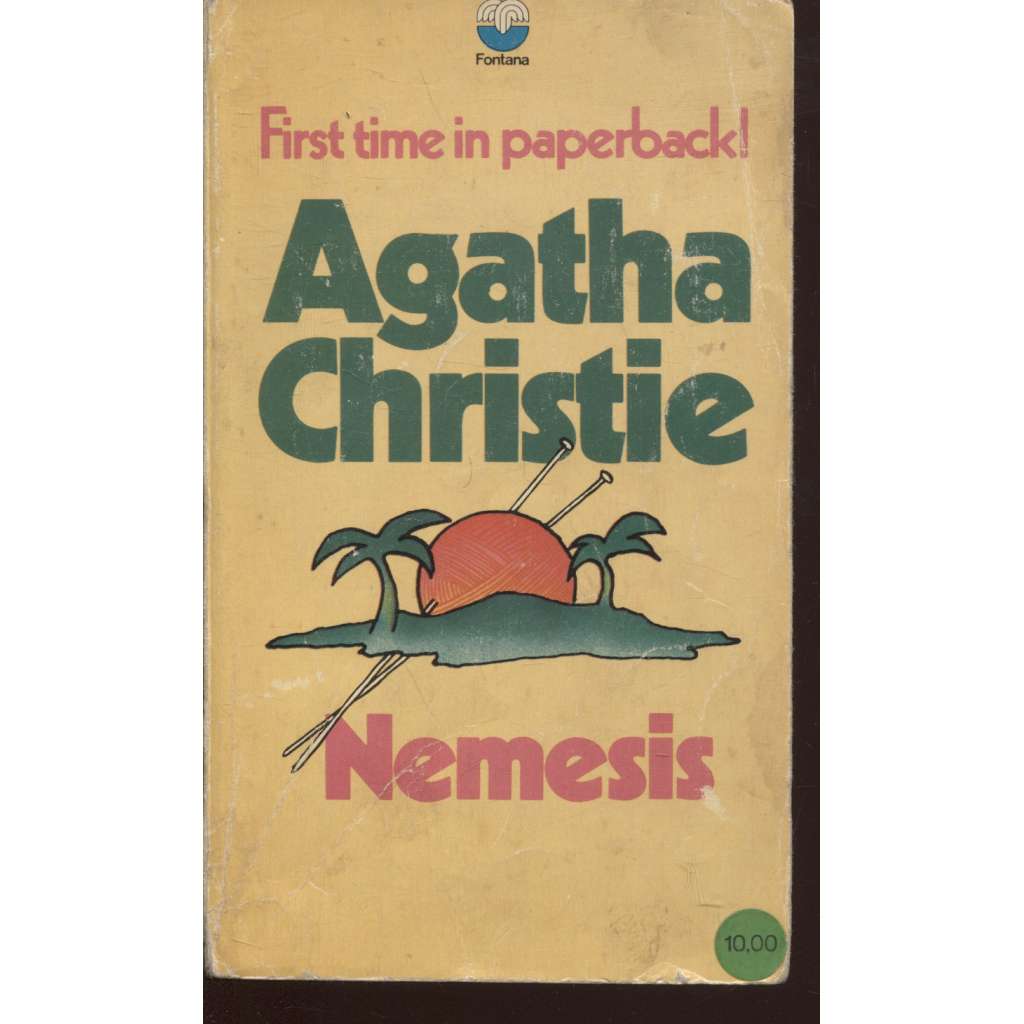 Fontana
First time in paperback!
Agatha
Christie
Nemesis
10,00